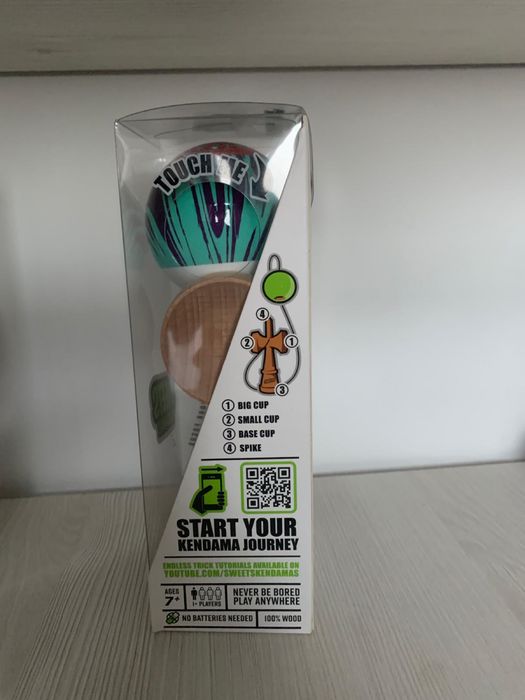 TOUCH ME
4
2
1
3
1 BIG CUP
2 SMALL CUP
3 BASE CUP
4 SPIKE
START YOUR
KENDAMA JOURNEY
ENDLESS TRICK TUTORIALS AVAILABLE ON
YOUTUBE.COM/SWEETSKENDAMAS
AGES
7+
1+ PLAYERS
NEVER BE BORED
PLAY ANYWHERE
NO BATTERIES NEEDED
100% WOOD